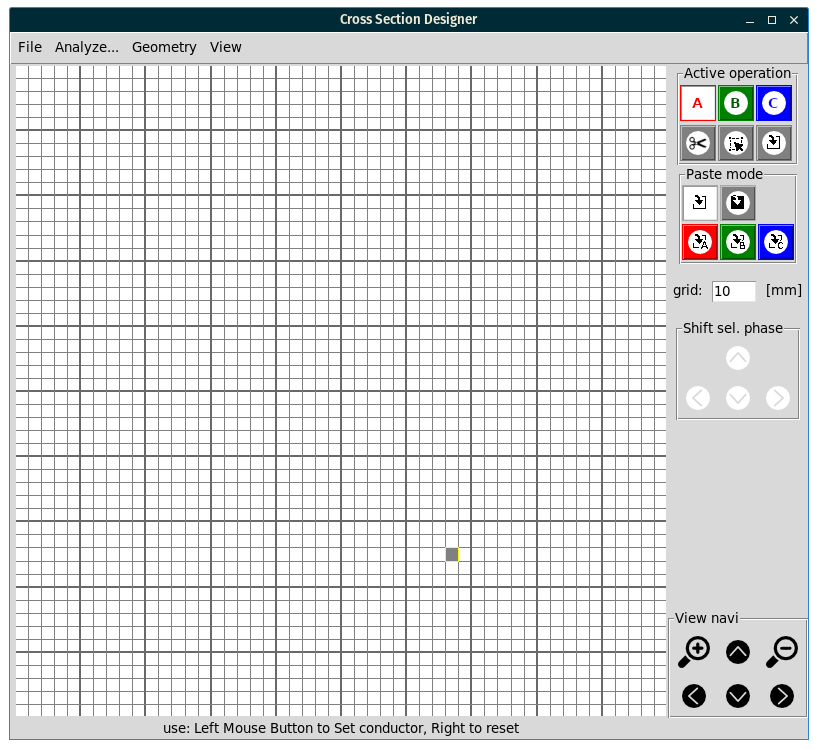 Cross Section Designer
File Analyze... Geometry View
Active operation
A B C
Paste mode
A B C
grid: 10 [mm]
Shift sel. phase
View navi
use: Left Mouse Button to Set conductor, Right to reset